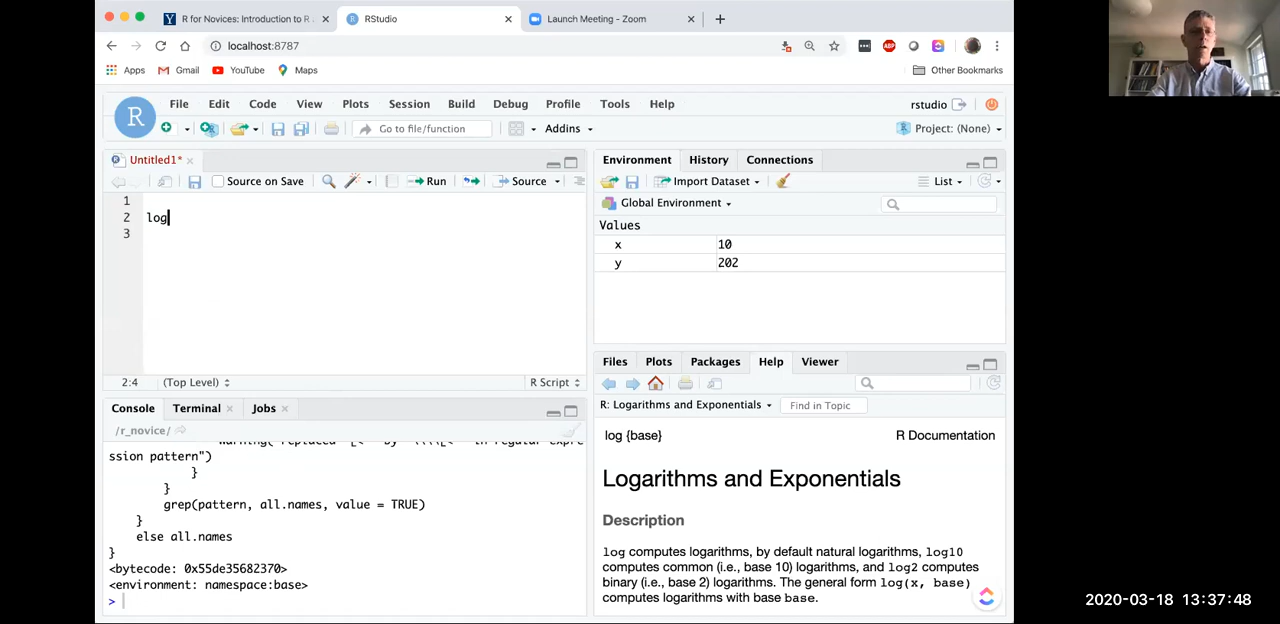 R for Novices: Introduction to R
RStudio
Launch Meeting - Zoom
localhost:8787
ABP
Apps
Gmail
YouTube
Maps
Other Bookmarks
R
File Edit Code View Plots Session Build Debug Profile Tools Help
rstudio
Go to file/function
Addins
Project: (None)
Untitled1*
Source on Save
Run
Source
1
2 log
3
2:4 (Top Level) R Script
Environment History Connections
Import Dataset
List
Global Environment
Values
x 10
y 202
Files Plots Packages Help Viewer
R: Logarithms and Exponentials
Find in Topic
log {base} R Documentation
Logarithms and Exponentials
Description
log computes logarithms, by default natural logarithms, log10
computes common (i.e., base 10) logarithms, and log2 computes
binary (i.e., base 2) logarithms. The general form log(x, base)
computes logarithms with base base.
Console Terminal Jobs
/r_novice/
ssion pattern")
}
}
grep(pattern, all.names, value = TRUE)
}
else all.names
}
<bytecode: 0x55de35682370>
<environment: namespace:base>
>
2020-03-18 13:37:48